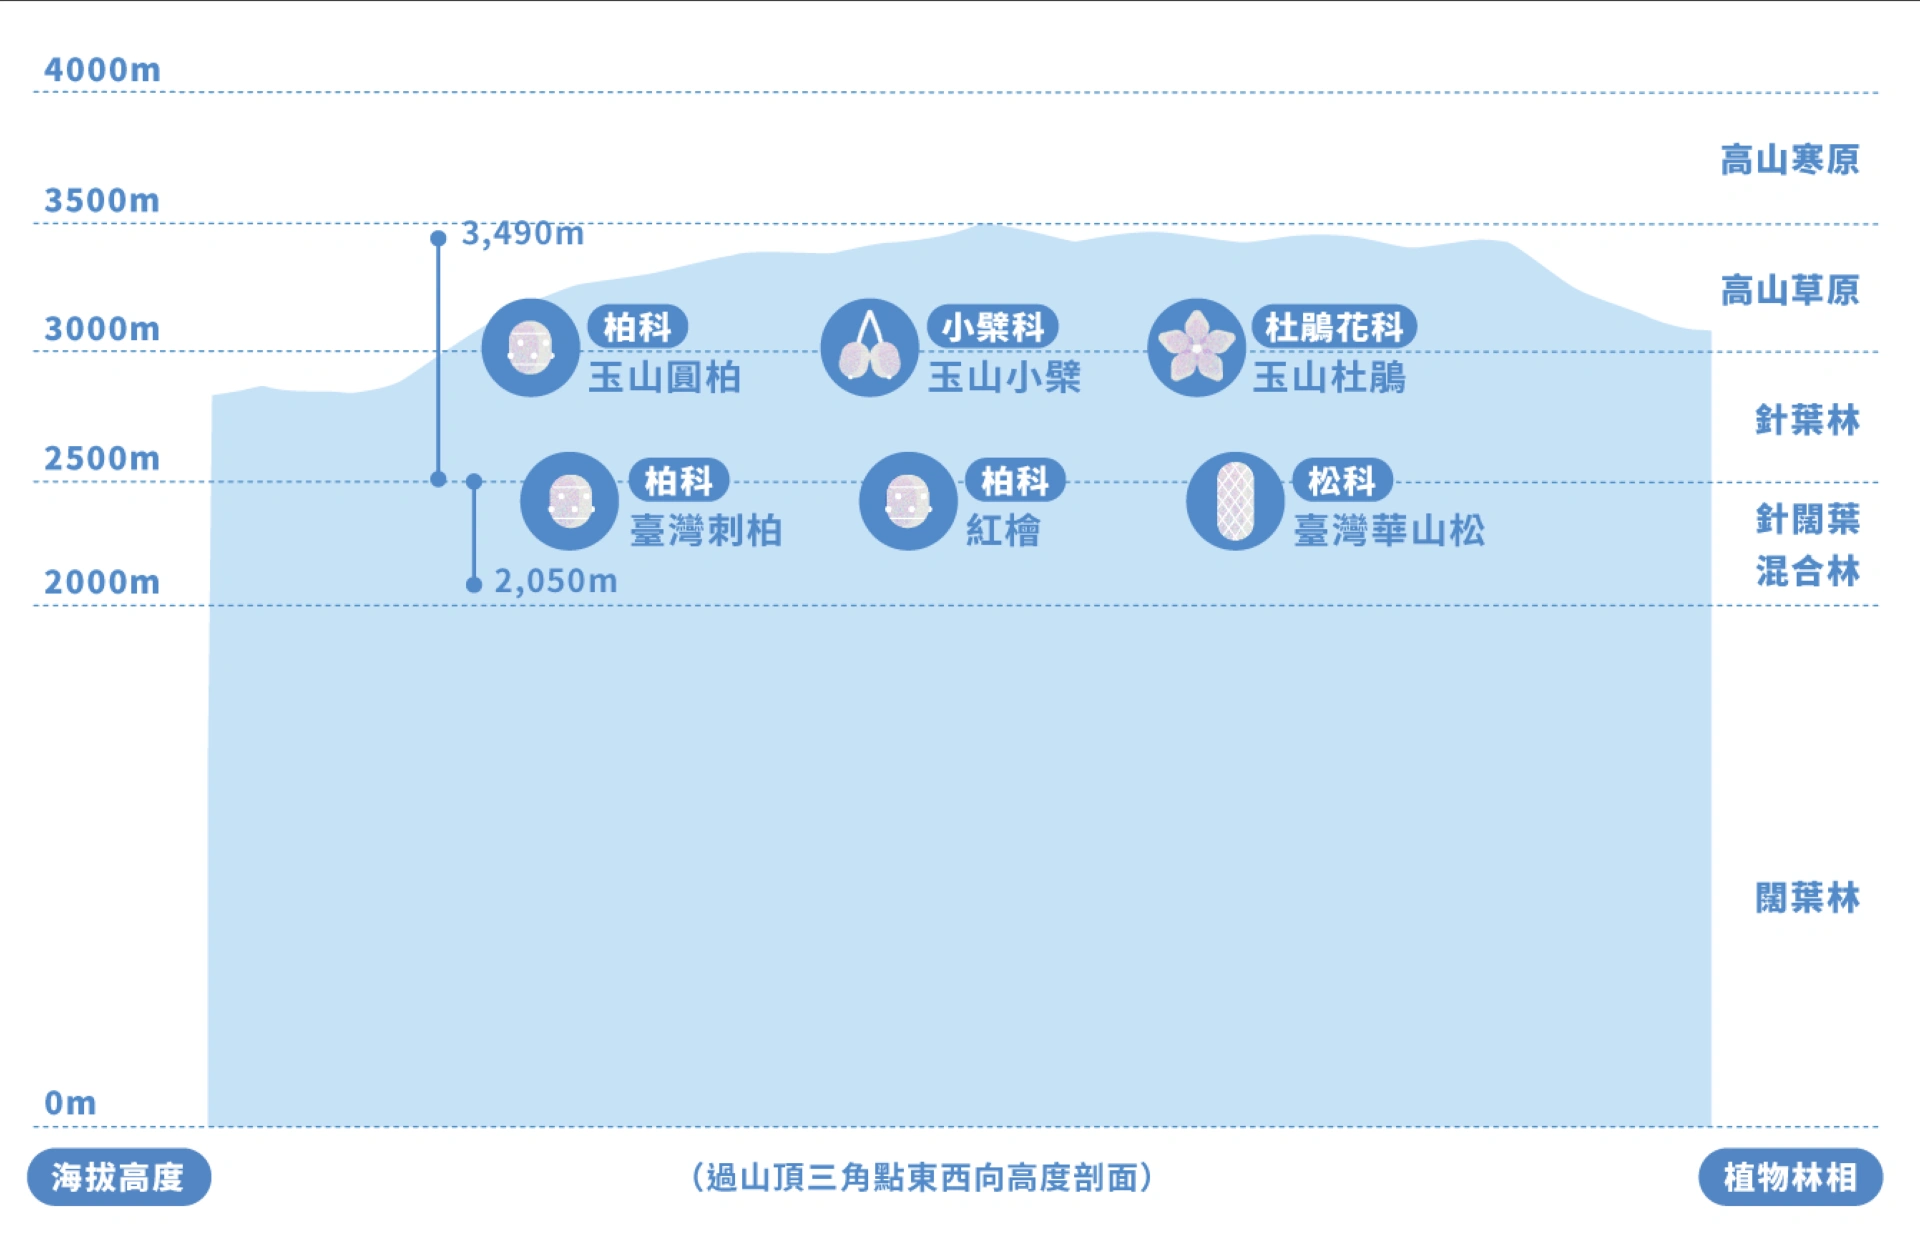 4000m
高山寒原
3500m
3,490m
高山草原
3000m
柏科
玉山圓柏
小檗科
玉山小檗
杜鵑花科
玉山杜鵑
針葉林
2500m
柏科
臺灣刺柏
柏科
紅檜
松科
臺灣華山松
針闊葉
混合林
2000m
2,050m
闊葉林
0m
海拔高度
（過山頂三角點東西向高度剖面）
植物林相